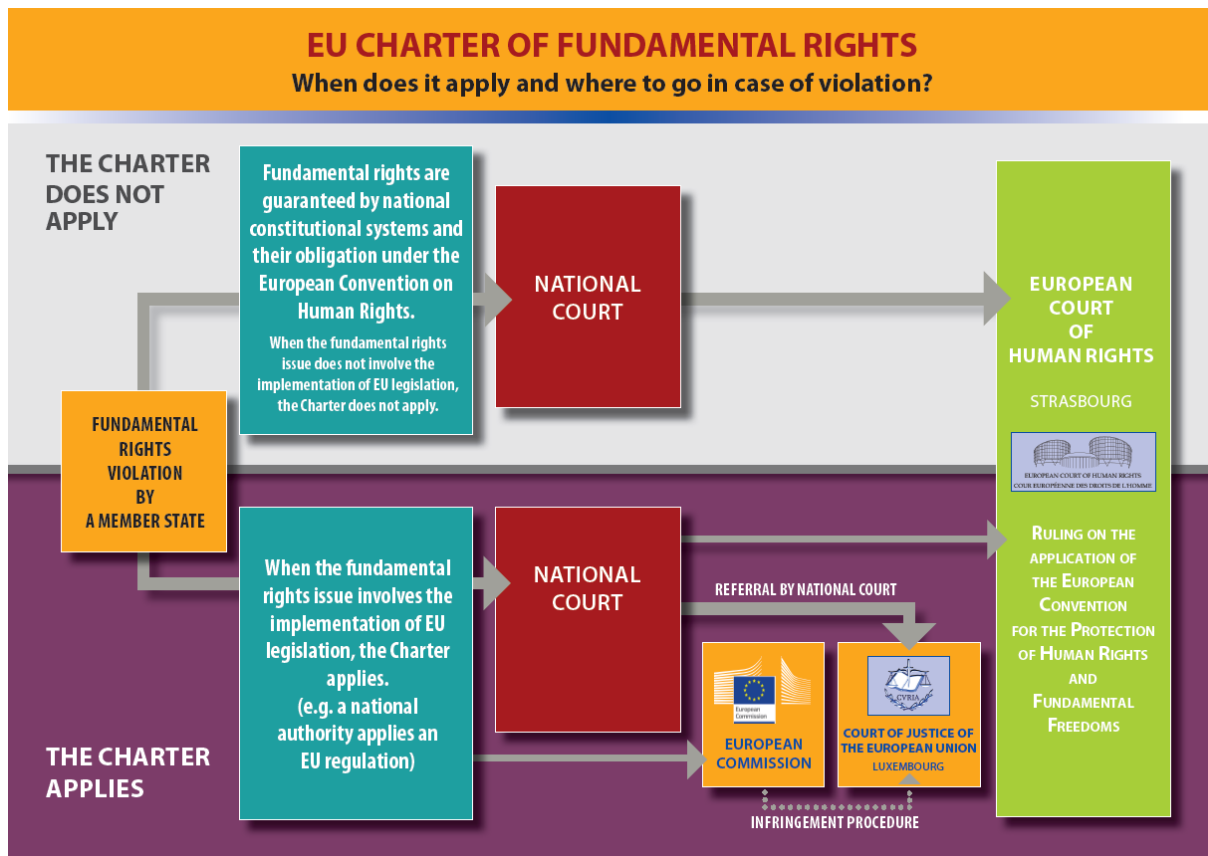 EU CHARTER OF FUNDAMENTAL RIGHTS
When does it apply and where to go in case of violation?
THE CHARTER
DOES NOT
APPLY
Fundamental rights are
guaranteed by national
constitutional systems and
their obligation under the
European Convention on
Human Rights.
When the fundamental rights
issue does not involve the
implementation of EU legislation,
the Charter does not apply.
NATIONAL
COURT
EUROPEAN
COURT
OF
HUMAN RIGHTS
STRASBOURG
EUROPEAN COURT OF HUMAN RIGHTS
COUR EUROPÉENNE DES DROITS DE L'HOMME
RULING ON THE
APPLICATION OF
THE EUROPEAN
CONVENTION
FOR THE PROTECTION
OF HUMAN RIGHTS
AND
FUNDAMENTAL
FREEDOMS
FUNDAMENTAL
RIGHTS
VIOLATION
BY
A MEMBER STATE
When the fundamental
rights issue involves the
implementation of EU
legislation, the Charter
applies.
(e.g. a national
authority applies an
EU regulation)
NATIONAL
COURT
REFERRAL BY NATIONAL COURT
European
Commission
EUROPEAN
COMMISSION
CVRIA
COURT OF JUSTICE OF
THE EUROPEAN UNION
LUXEMBOURG
INFRINGEMENT PROCEDURE
THE CHARTER
APPLIES